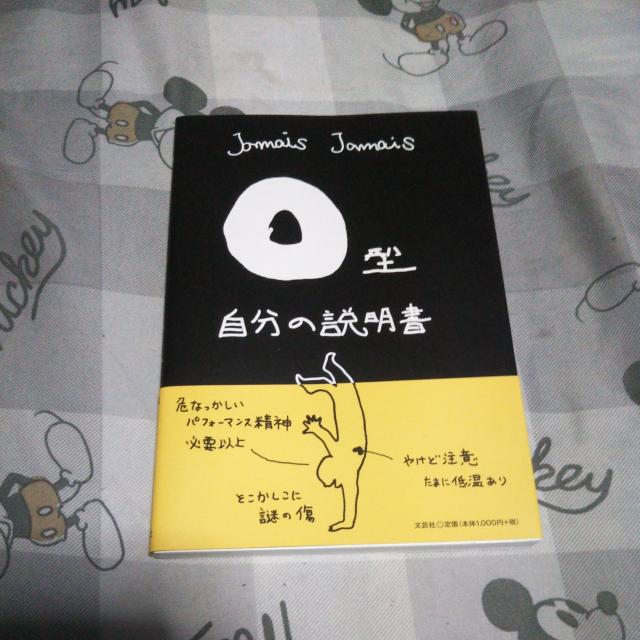 Jamais Jamais
O型
自分の説明書
危なっかしい
パフォーマンス精神
必要以上
やけど注意
たまに低温あり
とこかしこに
謎の傷
文芸社◎定価(本体1,000円+税)
Mickey